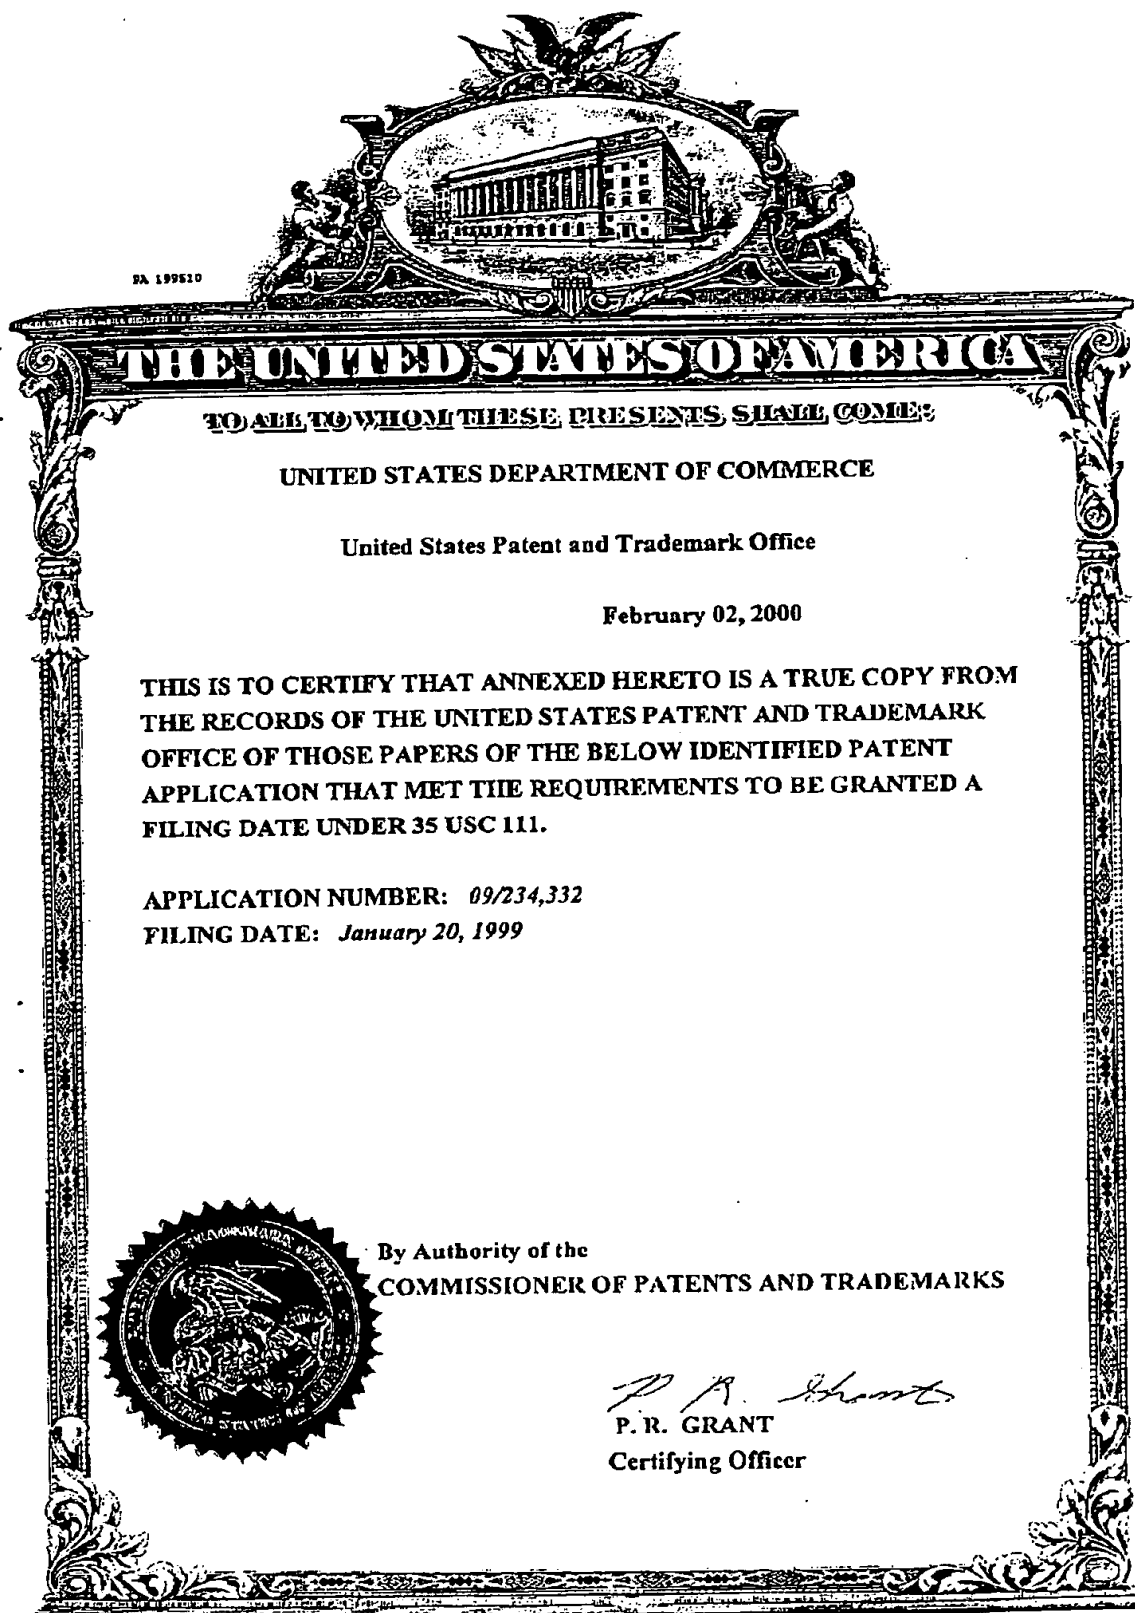 PA 199510
THE UNITED STATES OF AMERICA
TO ALL TO WHOM THESE PRESENTS SHALL COME:
UNITED STATES DEPARTMENT OF COMMERCE
United States Patent and Trademark Office
February 02, 2000
THIS IS TO CERTIFY THAT ANNEXED HERETO IS A TRUE COPY FROM
THE RECORDS OF THE UNITED STATES PATENT AND TRADEMARK
OFFICE OF THOSE PAPERS OF THE BELOW IDENTIFIED PATENT
APPLICATION THAT MET THE REQUIREMENTS TO BE GRANTED A
FILING DATE UNDER 35 USC 111.
APPLICATION NUMBER: 09/234,332
FILING DATE: January 20, 1999
By Authority of the
COMMISSIONER OF PATENTS AND TRADEMARKS
P. R. Grant
P. R. GRANT
Certifying Officer